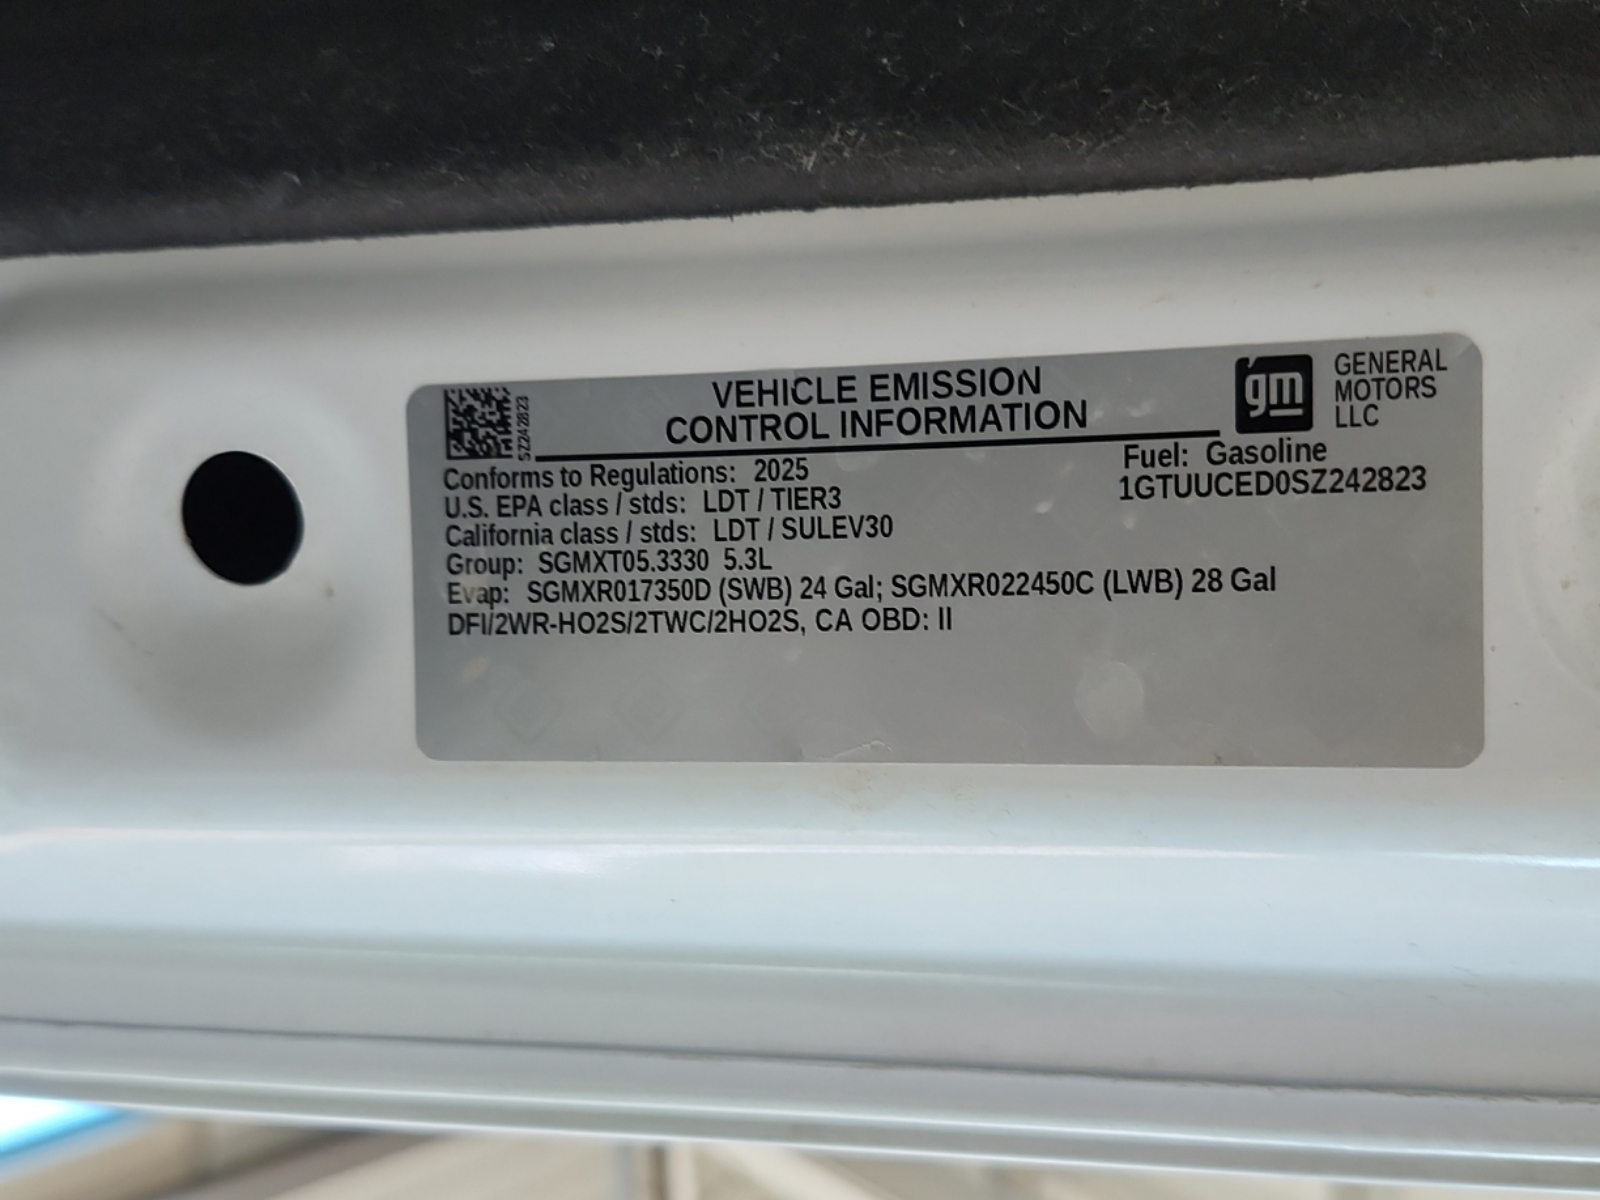 SZ242823
VEHICLE EMISSION
CONTROL INFORMATION
gm
GENERAL
MOTORS
LLC
Conforms to Regulations: 2025
Fuel: Gasoline
U.S. EPA class / stds: LDT / TIER3
1GTUUCED0SZ242823
California class / stds: LDT / SULEV30
Group: SGMXT05.3330 5.3L
Evap: SGMXR017350D (SWB) 24 Gal; SGMXR022450C (LWB) 28 Gal
DFI/2WR-HO2S/2TWC/2HO2S, CA OBD: II